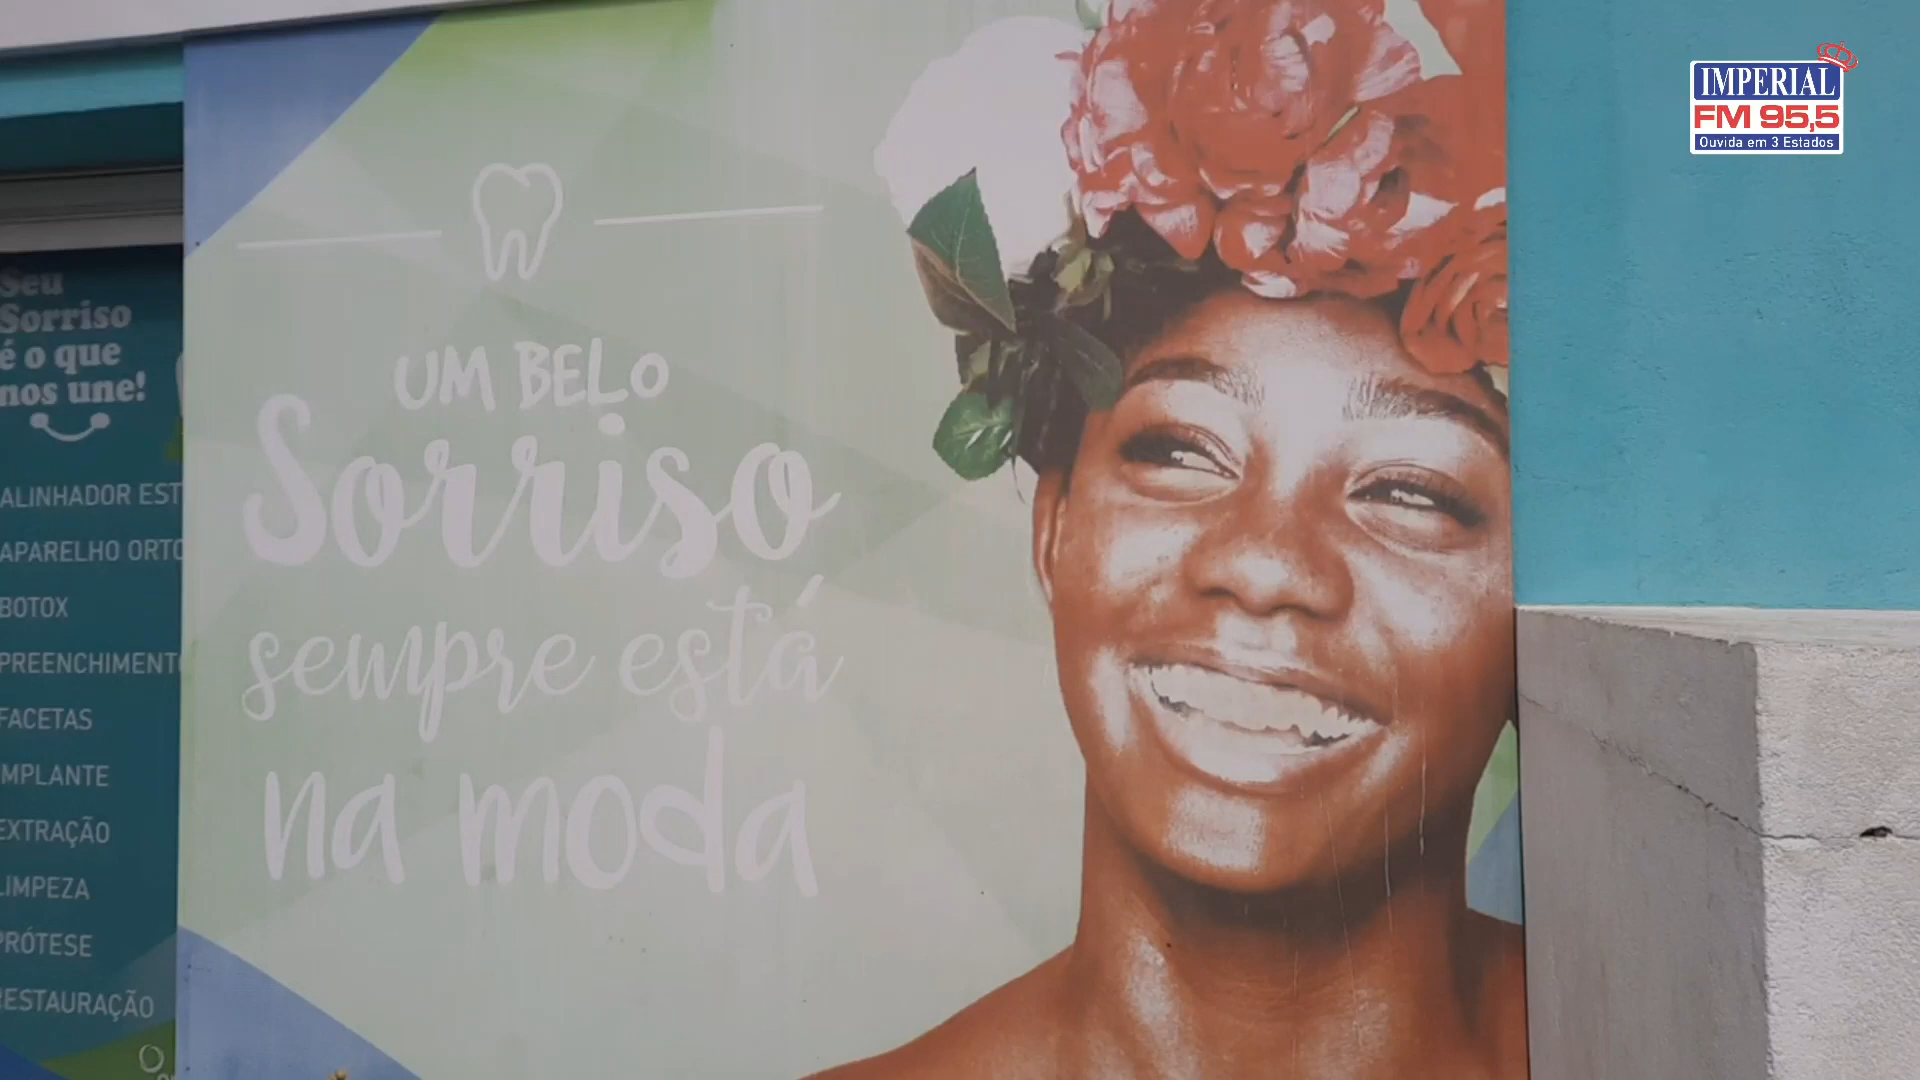 IMPERIAL
FM 95,5
Ouvida em 3 Estados
Seu
Sorriso
é o que
nos une!
ALINHADOR EST
APARELHO ORTO
BOTOX
PREENCHIMENTO
FACETAS
IMPLANTE
EXTRAÇÃO
LIMPEZA
PRÓTESE
RESTAURAÇÃO
UM BELO
Sorriso
sempre está
na moda